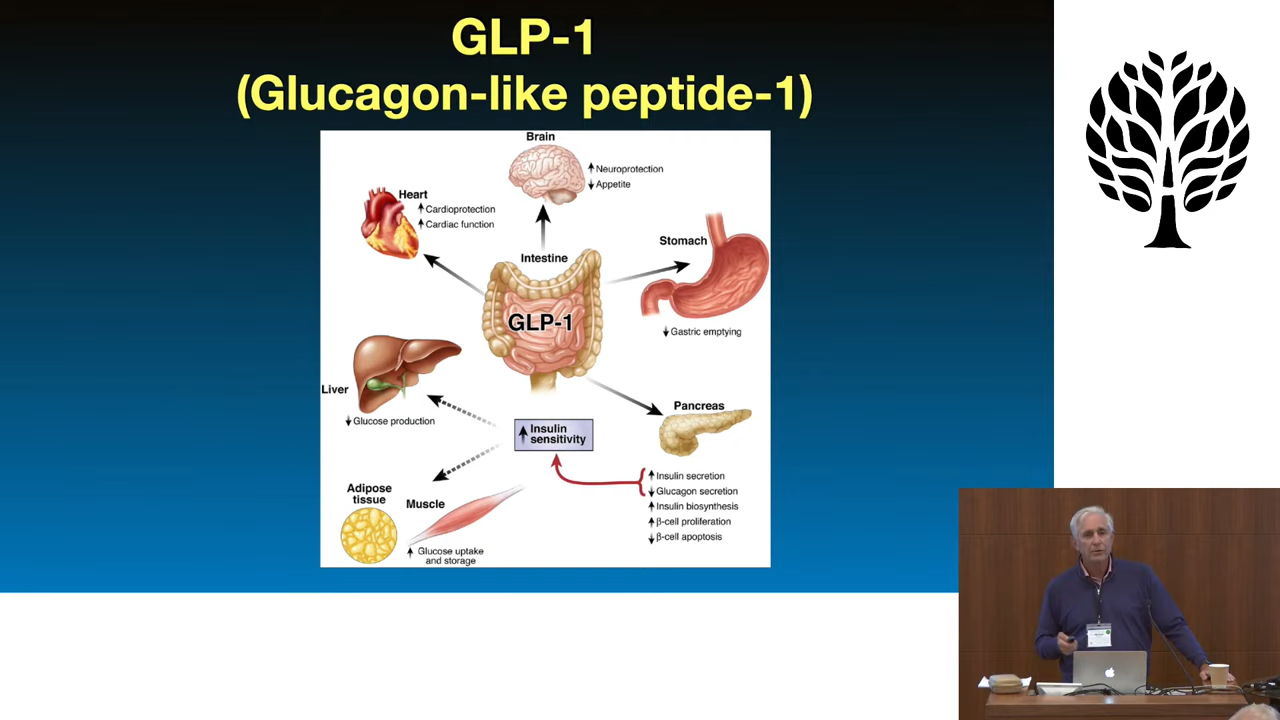 GLP-1
(Glucagon-like peptide-1)
Brain
↑ Neuroprotection
↓ Appetite
Heart
↑ Cardioprotection
↑ Cardiac function
Intestine
GLP-1
Stomach
↓ Gastric emptying
Liver
↓ Glucose production
↑ Insulin
sensitivity
Pancreas
↑ Insulin secretion
↓ Glucagon secretion
↑ Insulin biosynthesis
↑ β-cell proliferation
↓ β-cell apoptosis
Adipose
tissue
Muscle
↑ Glucose uptake
and storage